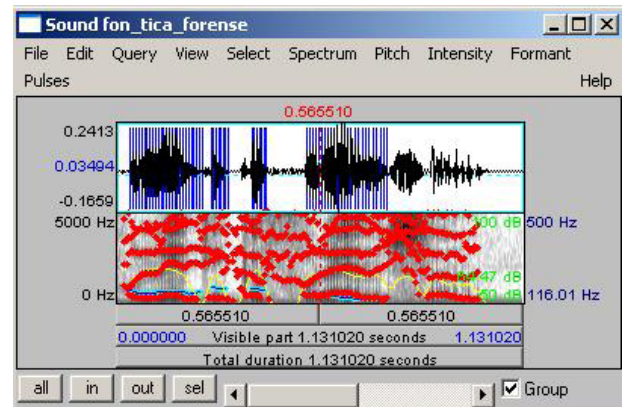 Sound fon_tica_forense
File Edit Query View Select Spectrum Pitch Intensity Formant
Pulses Help
0.565510
0.2413
0.03494
-0.1659
5000 Hz 100 dB 500 Hz
0 Hz 116.01 Hz
0.565510 0.565510
0.000000 Visible part 1.131020 seconds 1.131020
Total duration 1.131020 seconds
all in out sel Group